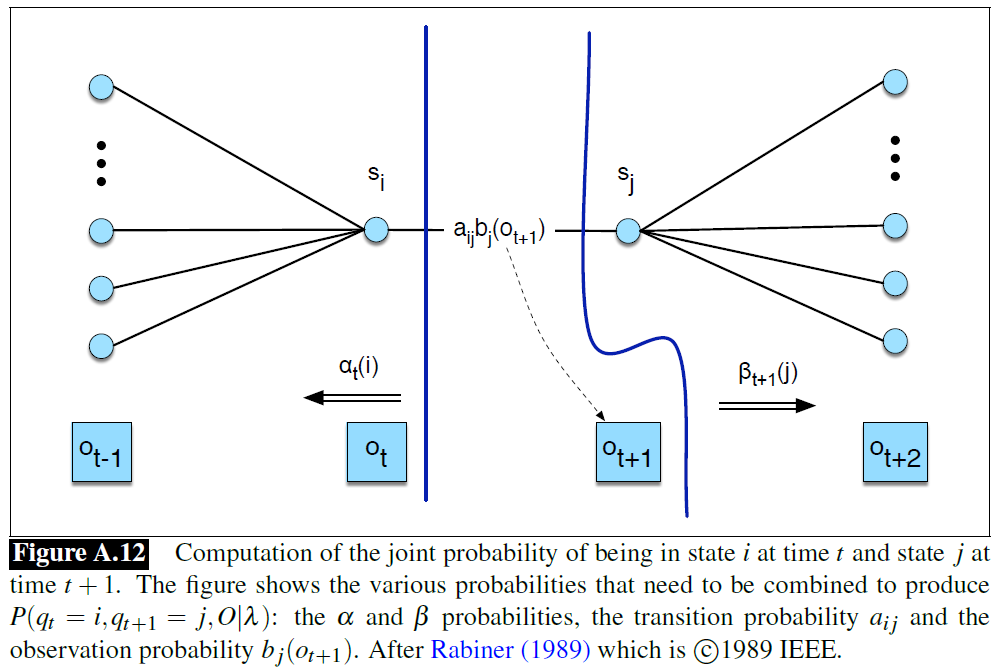 s_i
s_j
a_ij b_j(o_t+1)
α_t(i)
β_t+1(j)
o_t-1
o_t
o_t+1
o_t+2
Figure A.12 Computation of the joint probability of being in state i at time t and state j at
time t + 1. The figure shows the various probabilities that need to be combined to produce
P(q_t = i, q_t+1 = j, O|λ): the α and β probabilities, the transition probability a_ij and the
observation probability b_j(o_t+1). After Rabiner (1989) which is ©1989 IEEE.